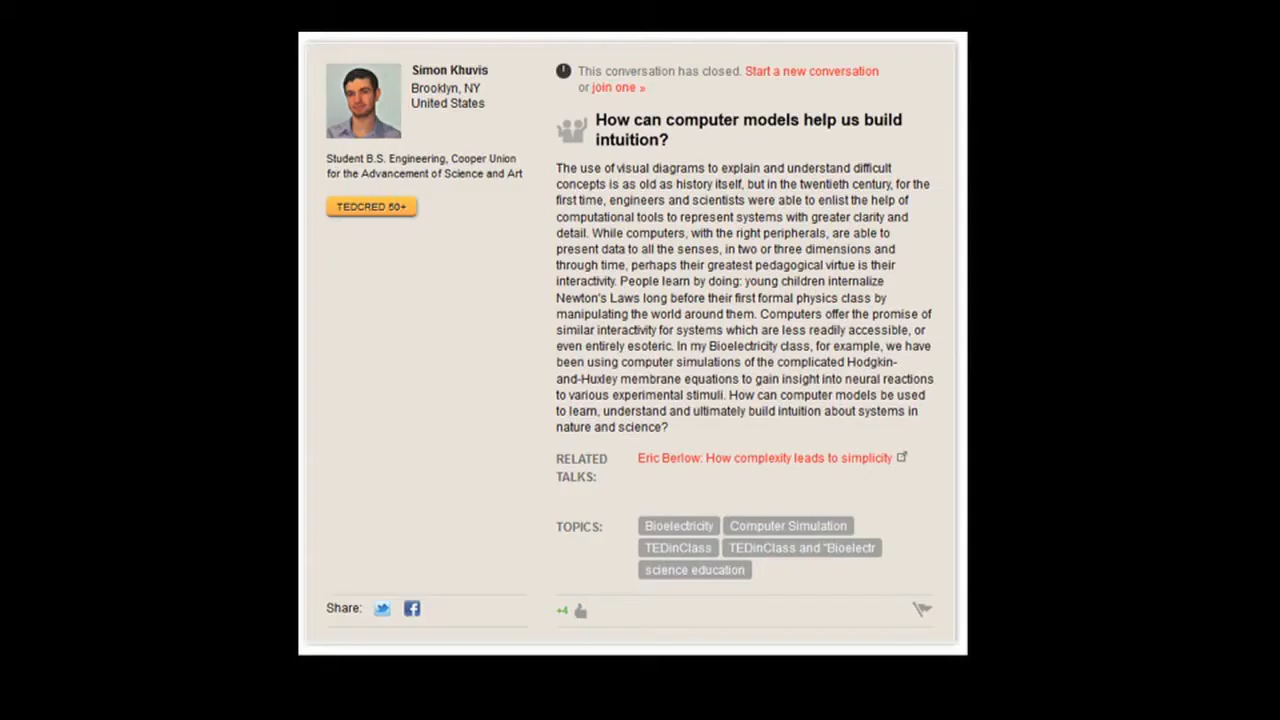 Simon Khuvis
Brooklyn, NY
United States
Student B.S. Engineering, Cooper Union
for the Advancement of Science and Art
TEDCRED 50+
This conversation has closed. Start a new conversation
or join one »
How can computer models help us build
intuition?
The use of visual diagrams to explain and understand difficult
concepts is as old as history itself, but in the twentieth century, for the
first time, engineers and scientists were able to enlist the help of
computational tools to represent systems with greater clarity and
detail. While computers, with the right peripherals, are able to
present data to all the senses, in two or three dimensions and
through time, perhaps their greatest pedagogical virtue is their
interactivity. People learn by doing: young children internalize
Newton's Laws long before their first formal physics class by
manipulating the world around them. Computers offer the promise of
similar interactivity for systems which are less readily accessible, or
even entirely esoteric. In my Bioelectricity class, for example, we have
been using computer simulations of the complicated Hodgkin-
and-Huxley membrane equations to gain insight into neural reactions
to various experimental stimuli. How can computer models be used
to learn, understand and ultimately build intuition about systems in
nature and science?
RELATED TALKS: Eric Berlow: How complexity leads to simplicity
TOPICS: Bioelectricity Computer Simulation
TEDinClass TEDinClass and "Bioelectr
science education
Share:
+4